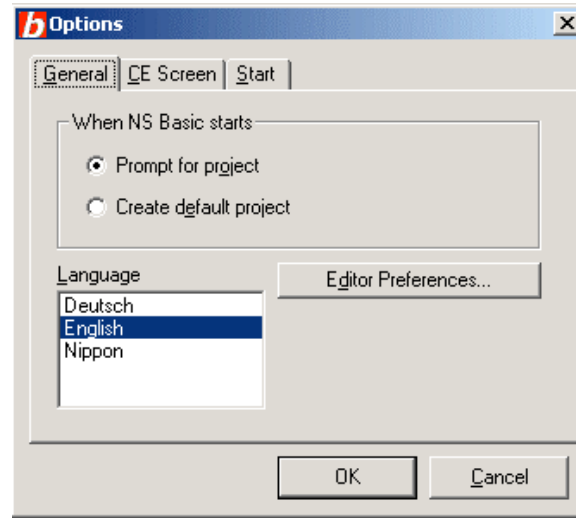 b Options
General CE Screen Start
When NS Basic starts
Prompt for project
Create default project
Language
Editor Preferences...
Deutsch
English
Nippon
OK Cancel